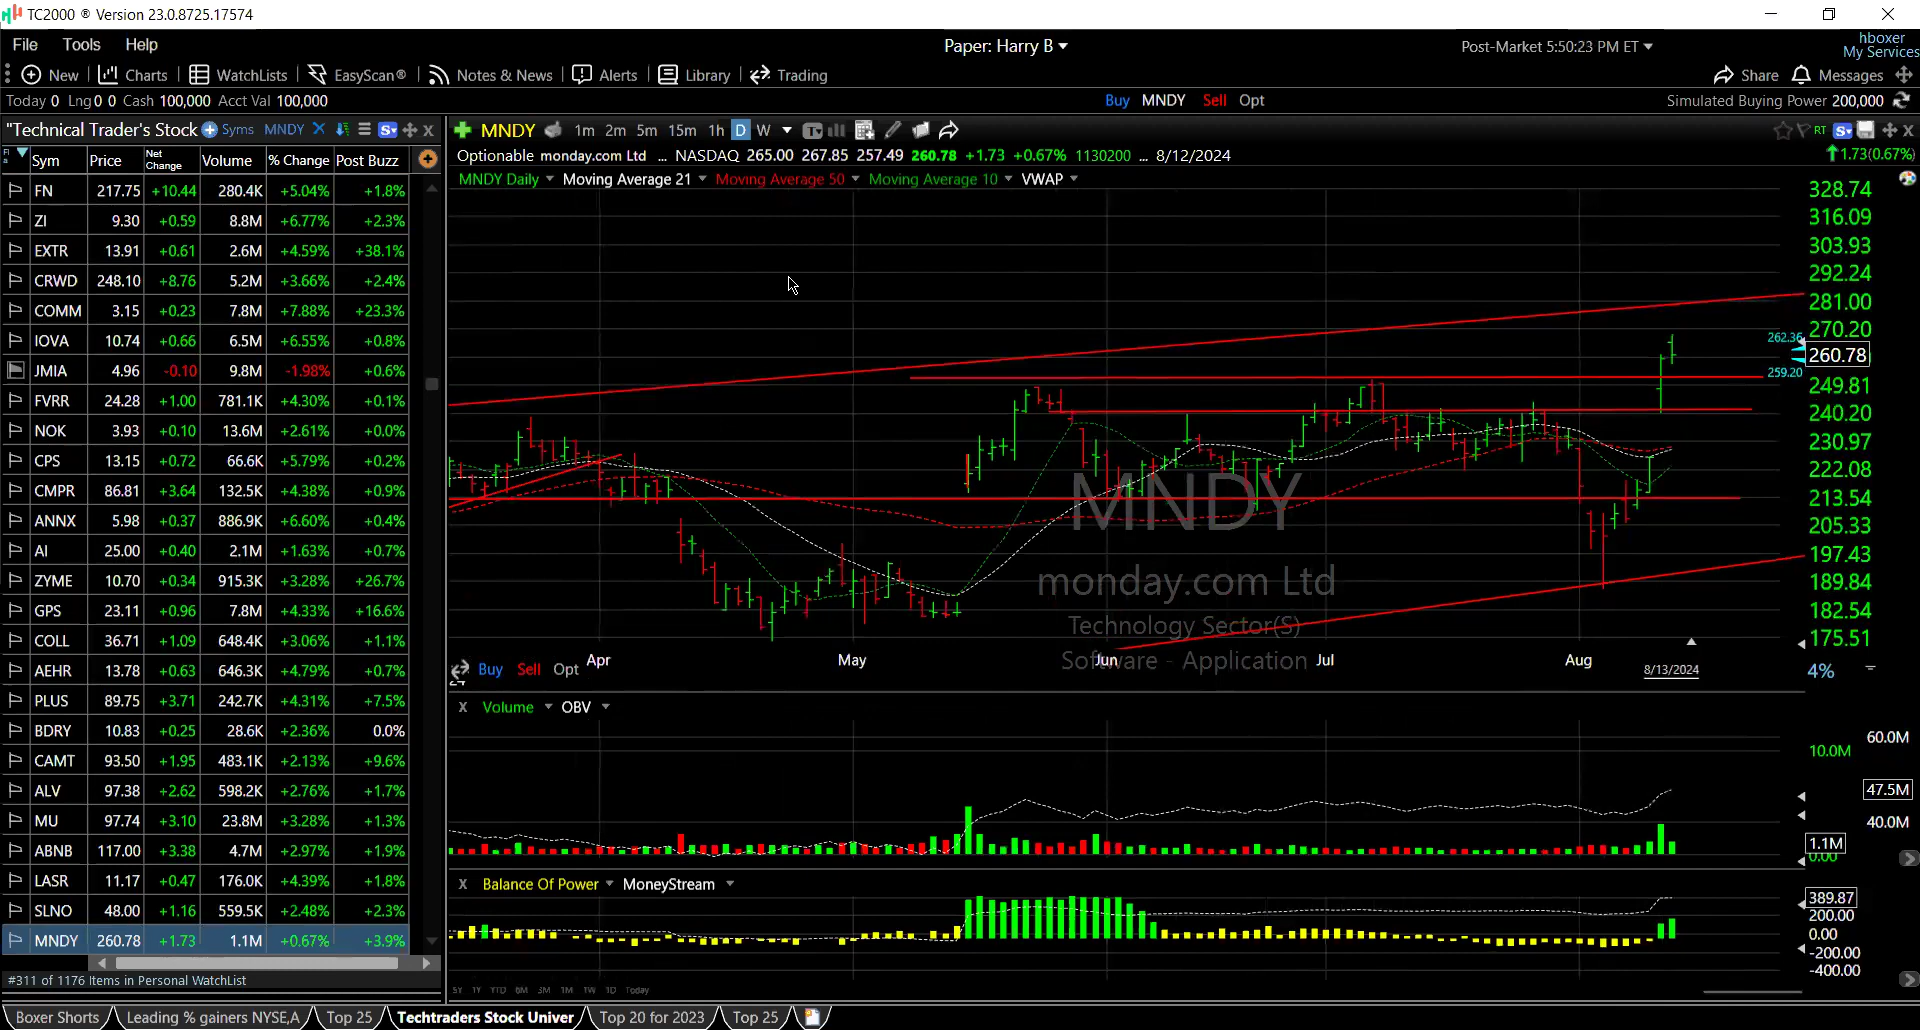 TC2000 ® Version 23.0.8725.17574
File Tools Help
Paper: Harry B
Post-Market 5:50:23 PM ET
hboxer
My Services
New Charts WatchLists EasyScan® Notes & News Alerts Library Trading
Share Messages
Today 0 Lng 0 0 Cash 100,000 Acct Val 100,000
Buy MNDY Sell Opt
Simulated Buying Power 200,000
"Technical Trader's Stock Syms MNDY
Sym Price Net Change Volume % Change Post Buzz
FN 217.75 +10.44 280.4K +5.04% +1.8%
ZI 9.30 +0.59 8.8M +6.77% +2.3%
EXTR 13.91 +0.61 2.6M +4.59% +38.1%
CRWD 248.10 +8.76 5.2M +3.66% +2.4%
COMM 3.15 +0.23 7.8M +7.88% +23.3%
IOVA 10.74 +0.66 6.5M +6.55% +0.8%
JMIA 4.96 -0.10 9.8M -1.98% +0.6%
FVRR 24.28 +1.00 781.1K +4.30% +0.1%
NOK 3.93 +0.10 13.6M +2.61% +0.0%
CPS 13.15 +0.72 66.6K +5.79% +0.2%
CMPR 86.81 +3.64 132.5K +4.38% +0.9%
ANNX 5.98 +0.37 886.9K +6.60% +0.4%
AI 25.00 +0.40 2.1M +1.63% +0.7%
ZYME 10.70 +0.34 915.3K +3.28% +26.7%
GPS 23.11 +0.96 7.8M +4.33% +16.6%
COLL 36.71 +1.09 648.4K +3.06% +1.1%
AEHR 13.78 +0.63 646.3K +4.79% +0.7%
PLUS 89.75 +3.71 242.7K +4.31% +7.5%
BDRY 10.83 +0.25 28.6K +2.36% 0.0%
CAMT 93.50 +1.95 483.1K +2.13% +9.6%
ALV 97.38 +2.62 598.2K +2.76% +1.7%
MU 97.74 +3.10 23.8M +3.28% +1.3%
ABNB 117.00 +3.38 4.7M +2.97% +1.9%
LASR 11.17 +0.47 176.0K +4.39% +1.8%
SLNO 48.00 +1.16 559.5K +2.48% +2.3%
MNDY 260.78 +1.73 1.1M +0.67% +3.9%
#311 of 1176 Items in Personal WatchList
MNDY 1m 2m 5m 15m 1h D W
RT
Optionable monday.com Ltd ... NASDAQ 265.00 267.85 257.49 260.78 +1.73 +0.67% 1130200 ... 8/12/2024
1.73(0.67%)
MNDY Daily Moving Average 21 Moving Average 50 Moving Average 10 VWAP
328.74
316.09
303.93
292.24
281.00
270.20
262.36
260.78
259.20
249.81
240.20
230.97
222.08
213.54
205.33
197.43
189.84
182.54
175.51
4%
MNDY
monday.com Ltd
Technology Sector(S)
Software - Application
Buy Sell Opt
Apr May Jun Jul Aug
8/13/2024
X Volume OBV
60.0M
10.0M
47.5M
40.0M
1.1M
0.00
X Balance Of Power MoneyStream
389.87
200.00
0.00
-200.00
-400.00
5Y 1Y YTD 6M 3M 1M 1W 1D Today
Boxer Shorts Leading % gainers NYSE,A Top 25 Techtraders Stock Univer Top 20 for 2023 Top 25